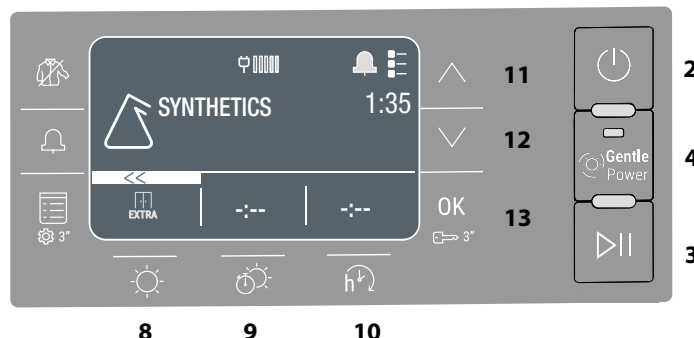 SYNTHETICS
1:35
<<
EXTRA
-:--
-:--
3"
OK
3"
h
Gentle
Power
2
4
3
11
12
13
8
9
10